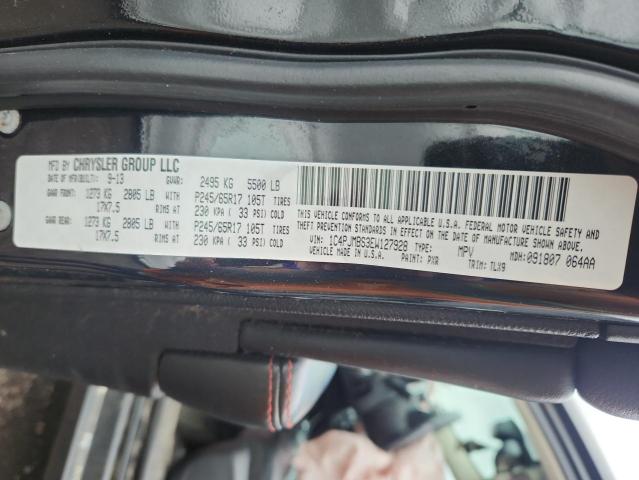 MFD BY CHRYSLER GROUP LLC
DATE OF MFR(BUILT): 9-13 GVWR: 2495 KG 5500 LB
GAWR FRONT: 1273 KG 2805 LB P245/65R17 105T TIRES
17X7.5 RIMS AT 230 KPA ( 33 PSI) COLD
GAWR REAR: 1273 KG 2805 LB P245/65R17 105T TIRES
17X7.5 RIMS AT 230 KPA ( 33 PSI) COLD
THIS VEHICLE CONFORMS TO ALL APPLICABLE U.S.A. FEDERAL MOTOR VEHICLE SAFETY, BUMPER AND
THEFT PREVENTION STANDARDS IN EFFECT ON THE DATE OF MANUFACTURE SHOWN ABOVE.
VIN: 1C4PJMBS3EW127928 TYPE: MPV MDH: 091807 064AA
VEHICLE MADE IN U.S.A. PAINT: PXR TRIM: TLX9